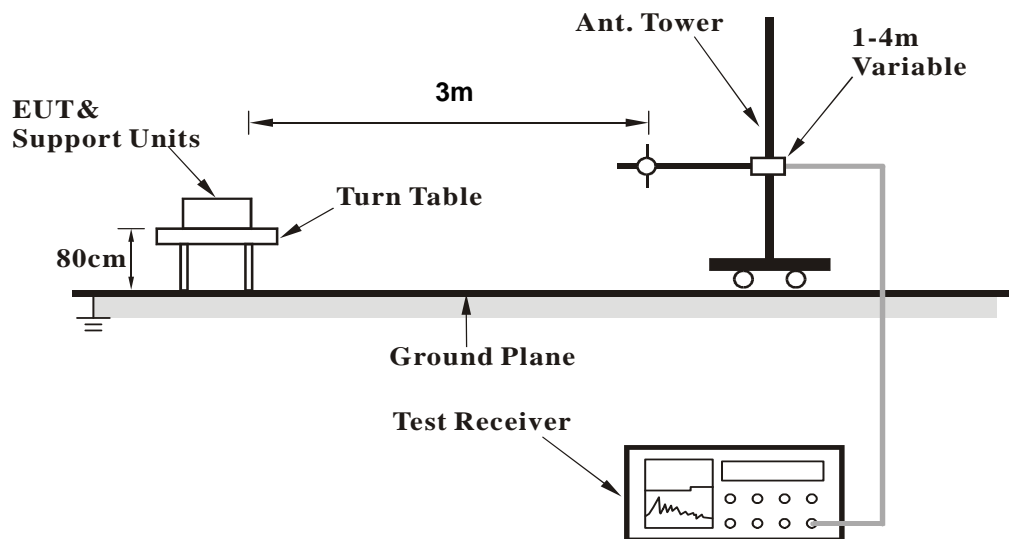 Ant. Tower
1-4m
Variable
3m
EUT&
Support Units
Turn Table
80cm
Ground Plane
Test Receiver